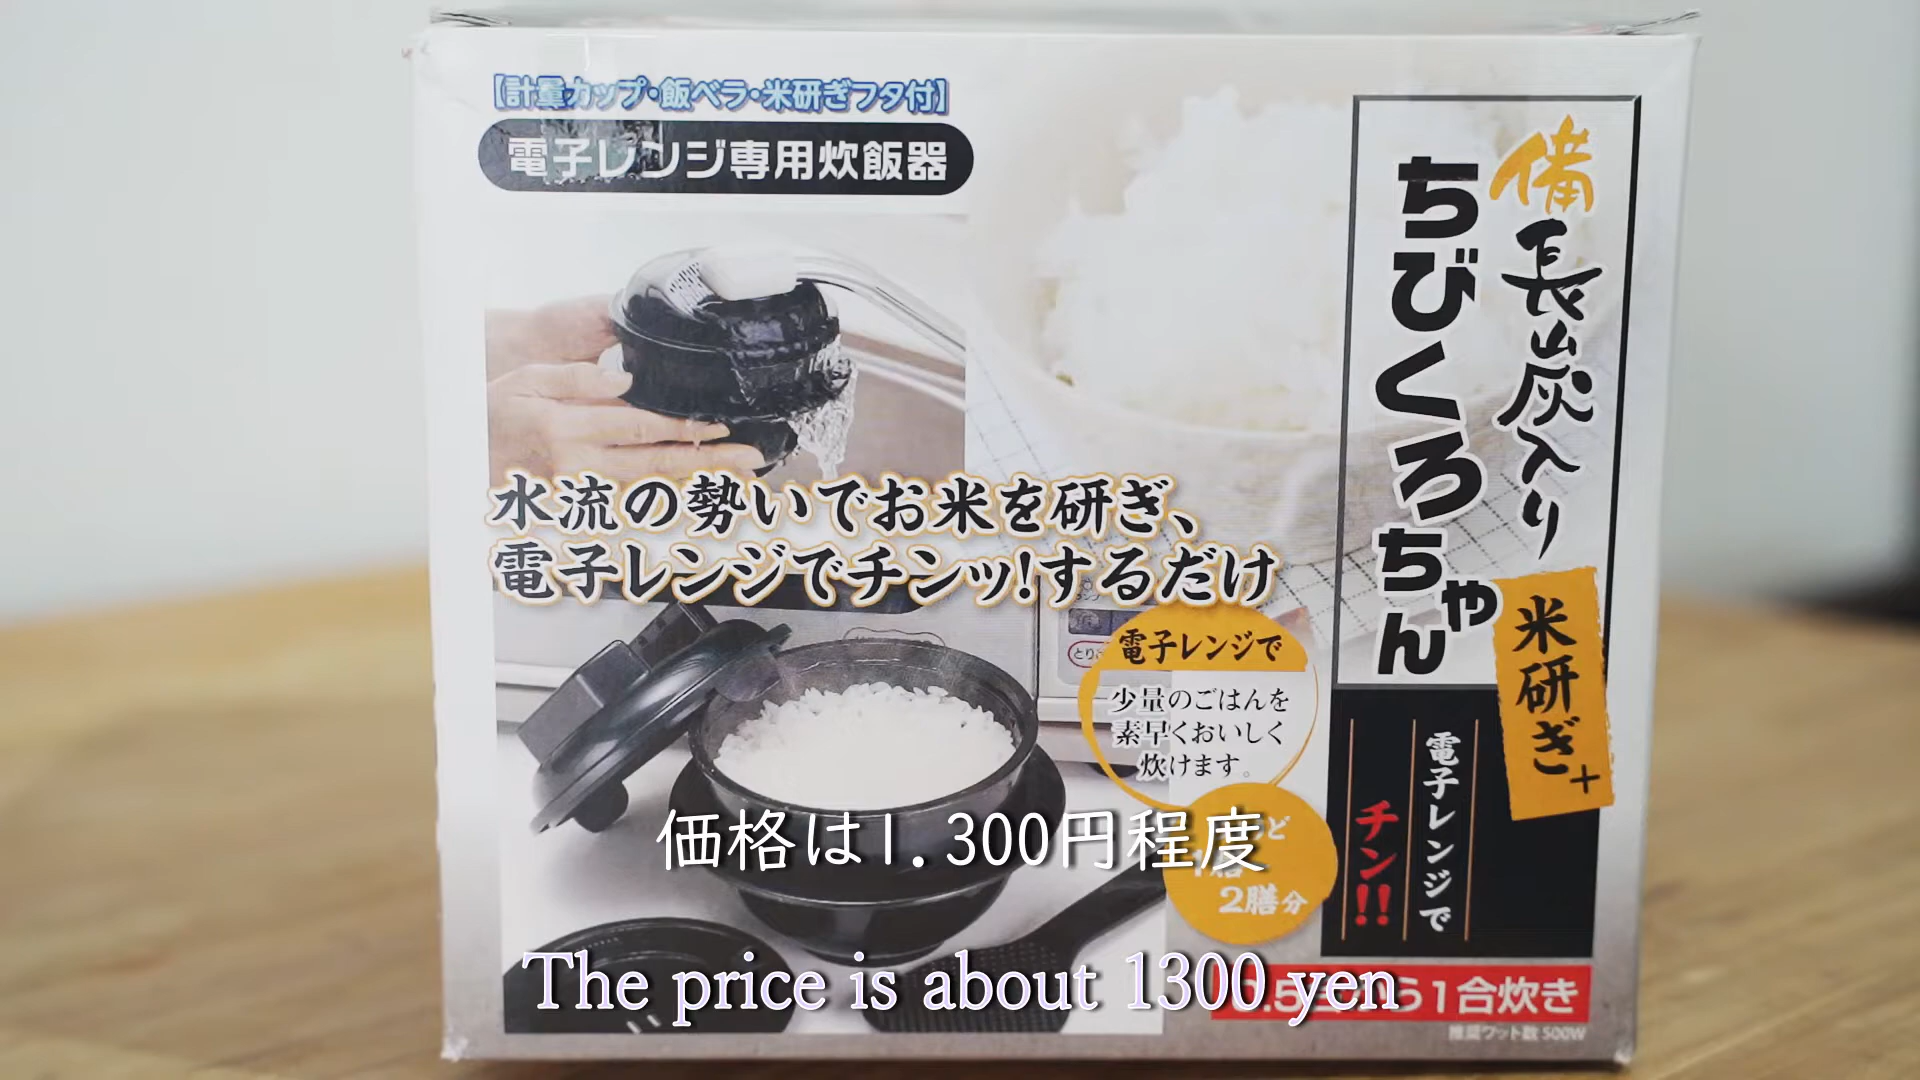 【計量カップ・飯ベラ・米研ぎフタ付】
電子レンジ専用炊飯器
備長炭入り
ちびくろちゃん
米研ぎ+
水流の勢いでお米を研ぎ、
電子レンジでチンッ!するだけ
電子レンジで
少量のごはんを
素早くおいしく
炊けます。
2膳分
電子レンジで
チン!!
価格は1.300円程度
The price is about 1300 yen
1合炊き
推奨ワット数 500W